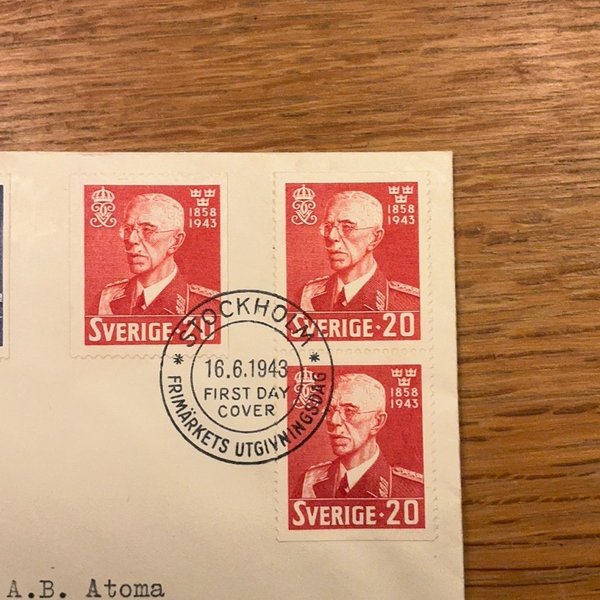 1858
1943
SVERIGE·20
1858
1943
SVERIGE·20
STOCKHOLM
16.6.1943
FIRST DAY
COVER
FRIMÄRKETS UTGIVNINGSDAG
1858
1943
SVERIGE·20
A.B. Atoma